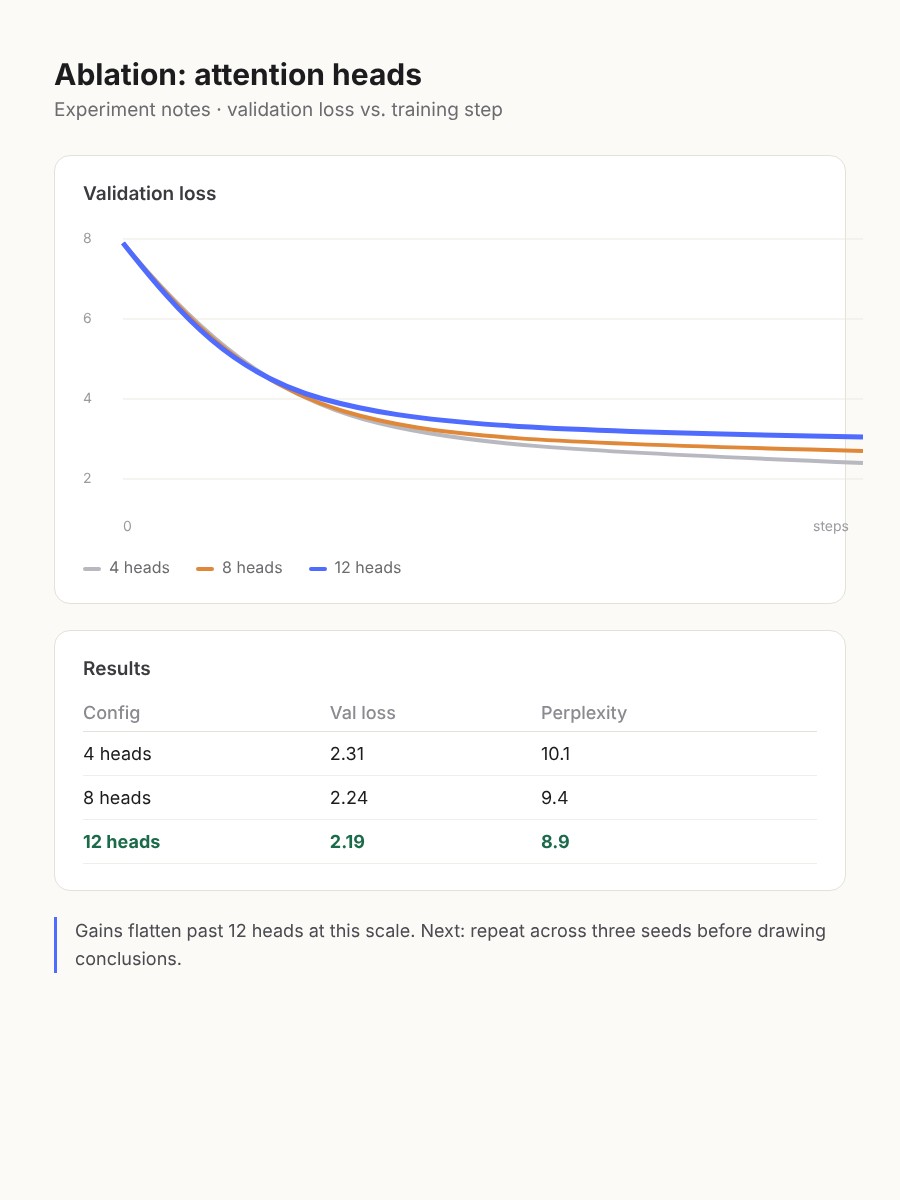 Ablation: attention heads
Experiment notes · validation loss vs. training step
Validation loss
8
6
4
2
0 steps
4 heads 8 heads 12 heads
Results
Config Val loss Perplexity
4 heads 2.31 10.1
8 heads 2.24 9.4
12 heads 2.19 8.9
Gains flatten past 12 heads at this scale. Next: repeat across three seeds before drawing
conclusions.